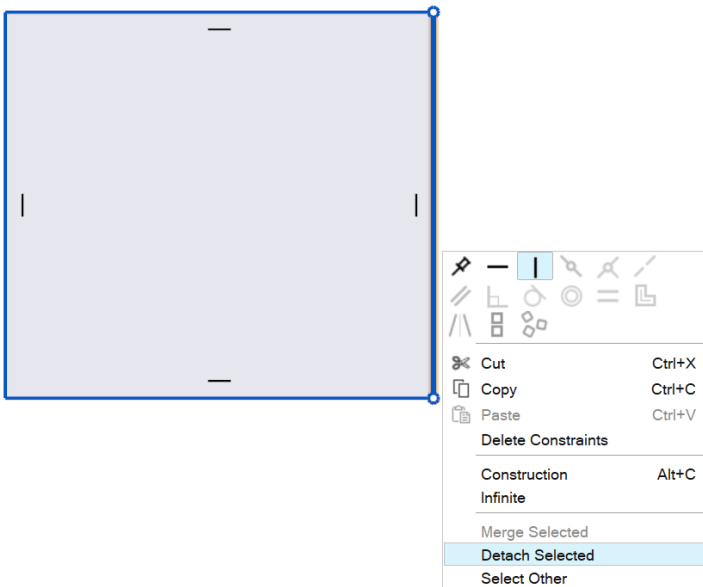 Cut Ctrl+X
Copy Ctrl+C
Paste Ctrl+V
Delete Constraints
Construction Alt+C
Infinite
Merge Selected
Detach Selected
Select Other